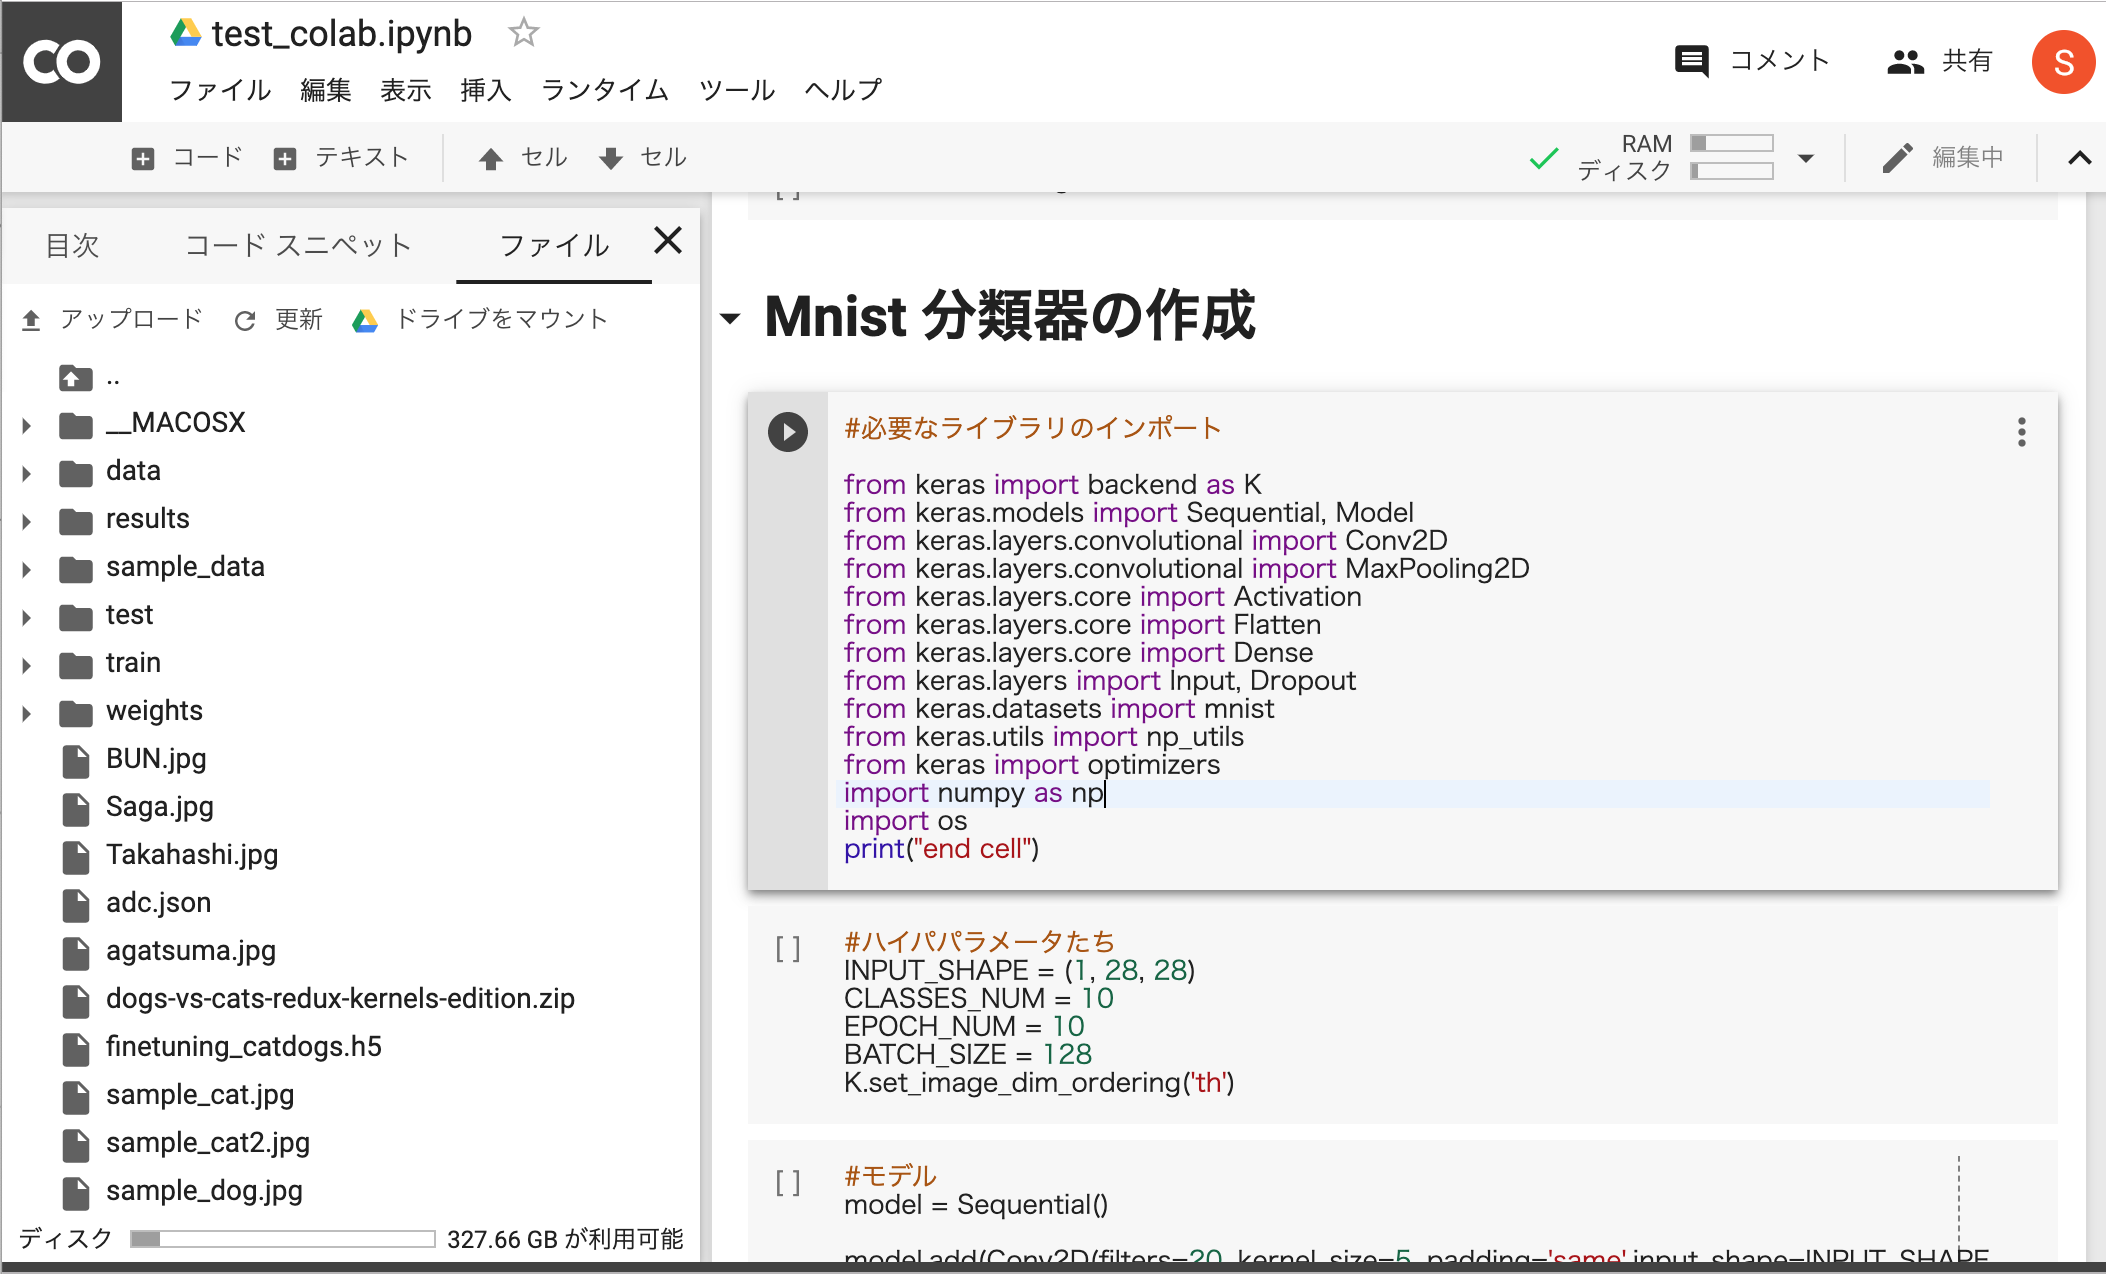 CO
test_colab.ipynb
ファイル 編集 表示 挿入 ランタイム ツール ヘルプ
コメント 共有 S
コード テキスト セル セル
RAM
ディスク
編集中
目次 コード スニペット ファイル
アップロード 更新 ドライブをマウント
..
__MACOSX
data
results
sample_data
test
train
weights
BUN.jpg
Saga.jpg
Takahashi.jpg
adc.json
agatsuma.jpg
dogs-vs-cats-redux-kernels-edition.zip
finetuning_catdogs.h5
sample_cat.jpg
sample_cat2.jpg
sample_dog.jpg
ディスク 327.66 GB が利用可能
[ ]
Mnist 分類器の作成
#必要なライブラリのインポート
from keras import backend as K
from keras.models import Sequential, Model
from keras.layers.convolutional import Conv2D
from keras.layers.convolutional import MaxPooling2D
from keras.layers.core import Activation
from keras.layers.core import Flatten
from keras.layers.core import Dense
from keras.layers import Input, Dropout
from keras.datasets import mnist
from keras.utils import np_utils
from keras import optimizers
import numpy as np
import os
print("end cell")
[ ] #ハイパパラメータたち
INPUT_SHAPE = (1, 28, 28)
CLASSES_NUM = 10
EPOCH_NUM = 10
BATCH_SIZE = 128
K.set_image_dim_ordering('th')
[ ] #モデル
model = Sequential()
model.add(Conv2D(filters=20, kernel_size=5, padding='same',input_shape=INPUT_SHAPE